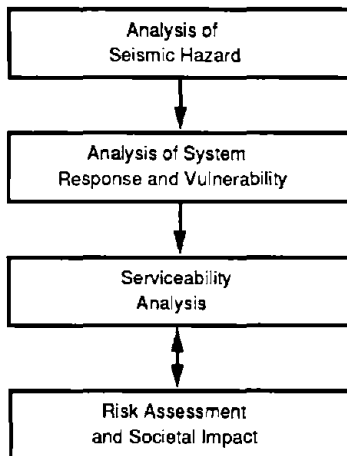 Analysis of
Seismic Hazard
Analysis of System
Response and Vulnerability
Serviceability
Analysis
Risk Assessment
and Societal Impact